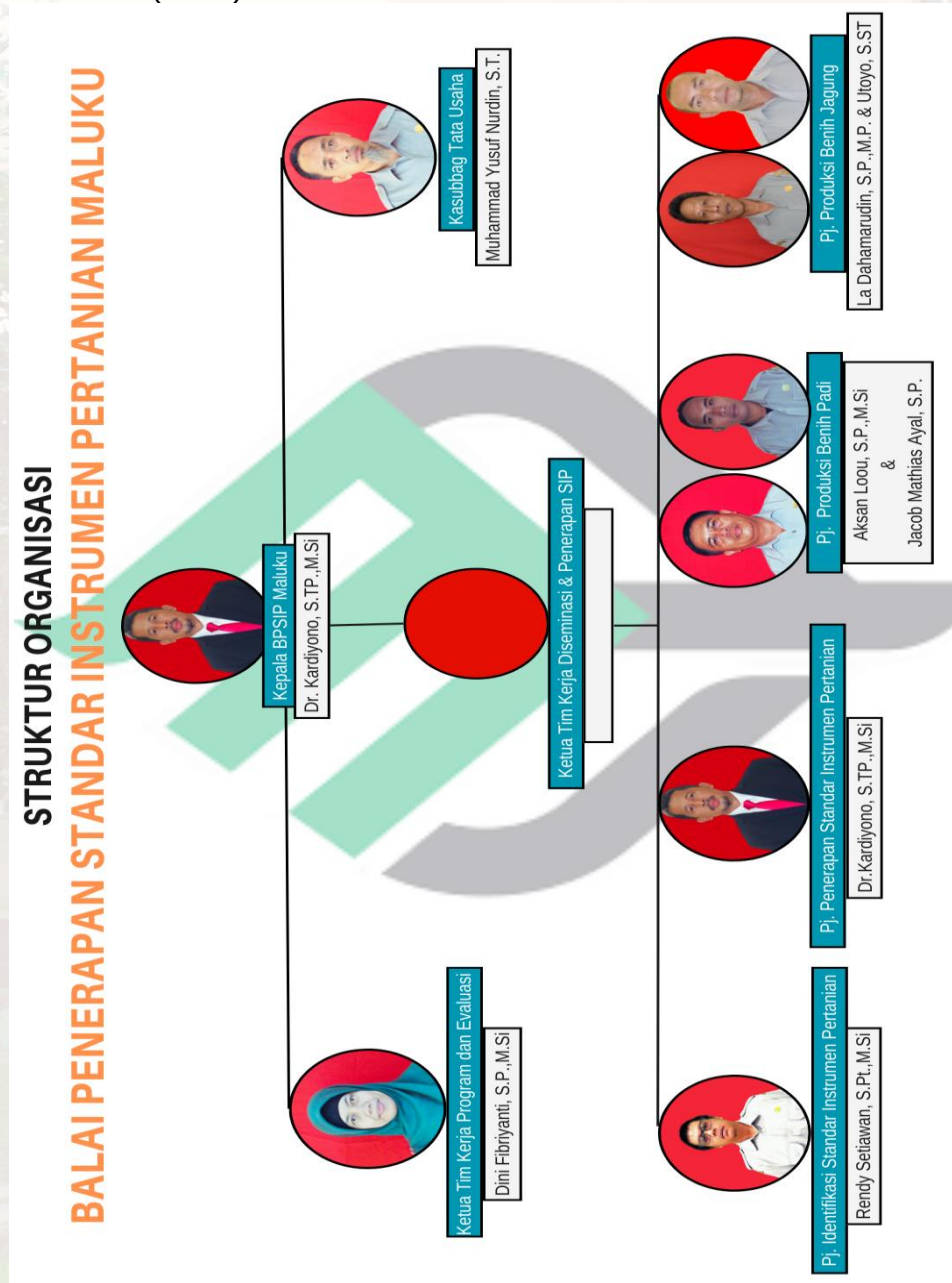 STRUKTUR ORGANISASI
BALAI PENERAPAN STANDAR INSTRUMEN PERTANIAN MALUKU
Kepala BPSIP Maluku
Dr. Kardiyono, S.TP.,M.Si
Ketua Tim Kerja Program dan Evaluasi
Dini Fibriyanti, S.P.,M.Si
Kasubbag Tata Usaha
Muhammad Yusuf Nurdin, S.T.
Ketua Tim Kerja Diseminasi & Penerapan SIP
Pj. Identifikasi Standar Instrumen Pertanian
Rendy Setiawan, S.Pt.,M.Si
Pj. Penerapan Standar Instrumen Pertanian
Dr.Kardiyono, S.TP.,M.Si
Pj. Produksi Benih Padi
Aksan Loou, S.P.,M.Si
&
Jacob Mathias Ayal, S.P.
Pj. Produksi Benih Jagung
La Dahamarudin, S.P.,M.P. & Utoyo, S.ST